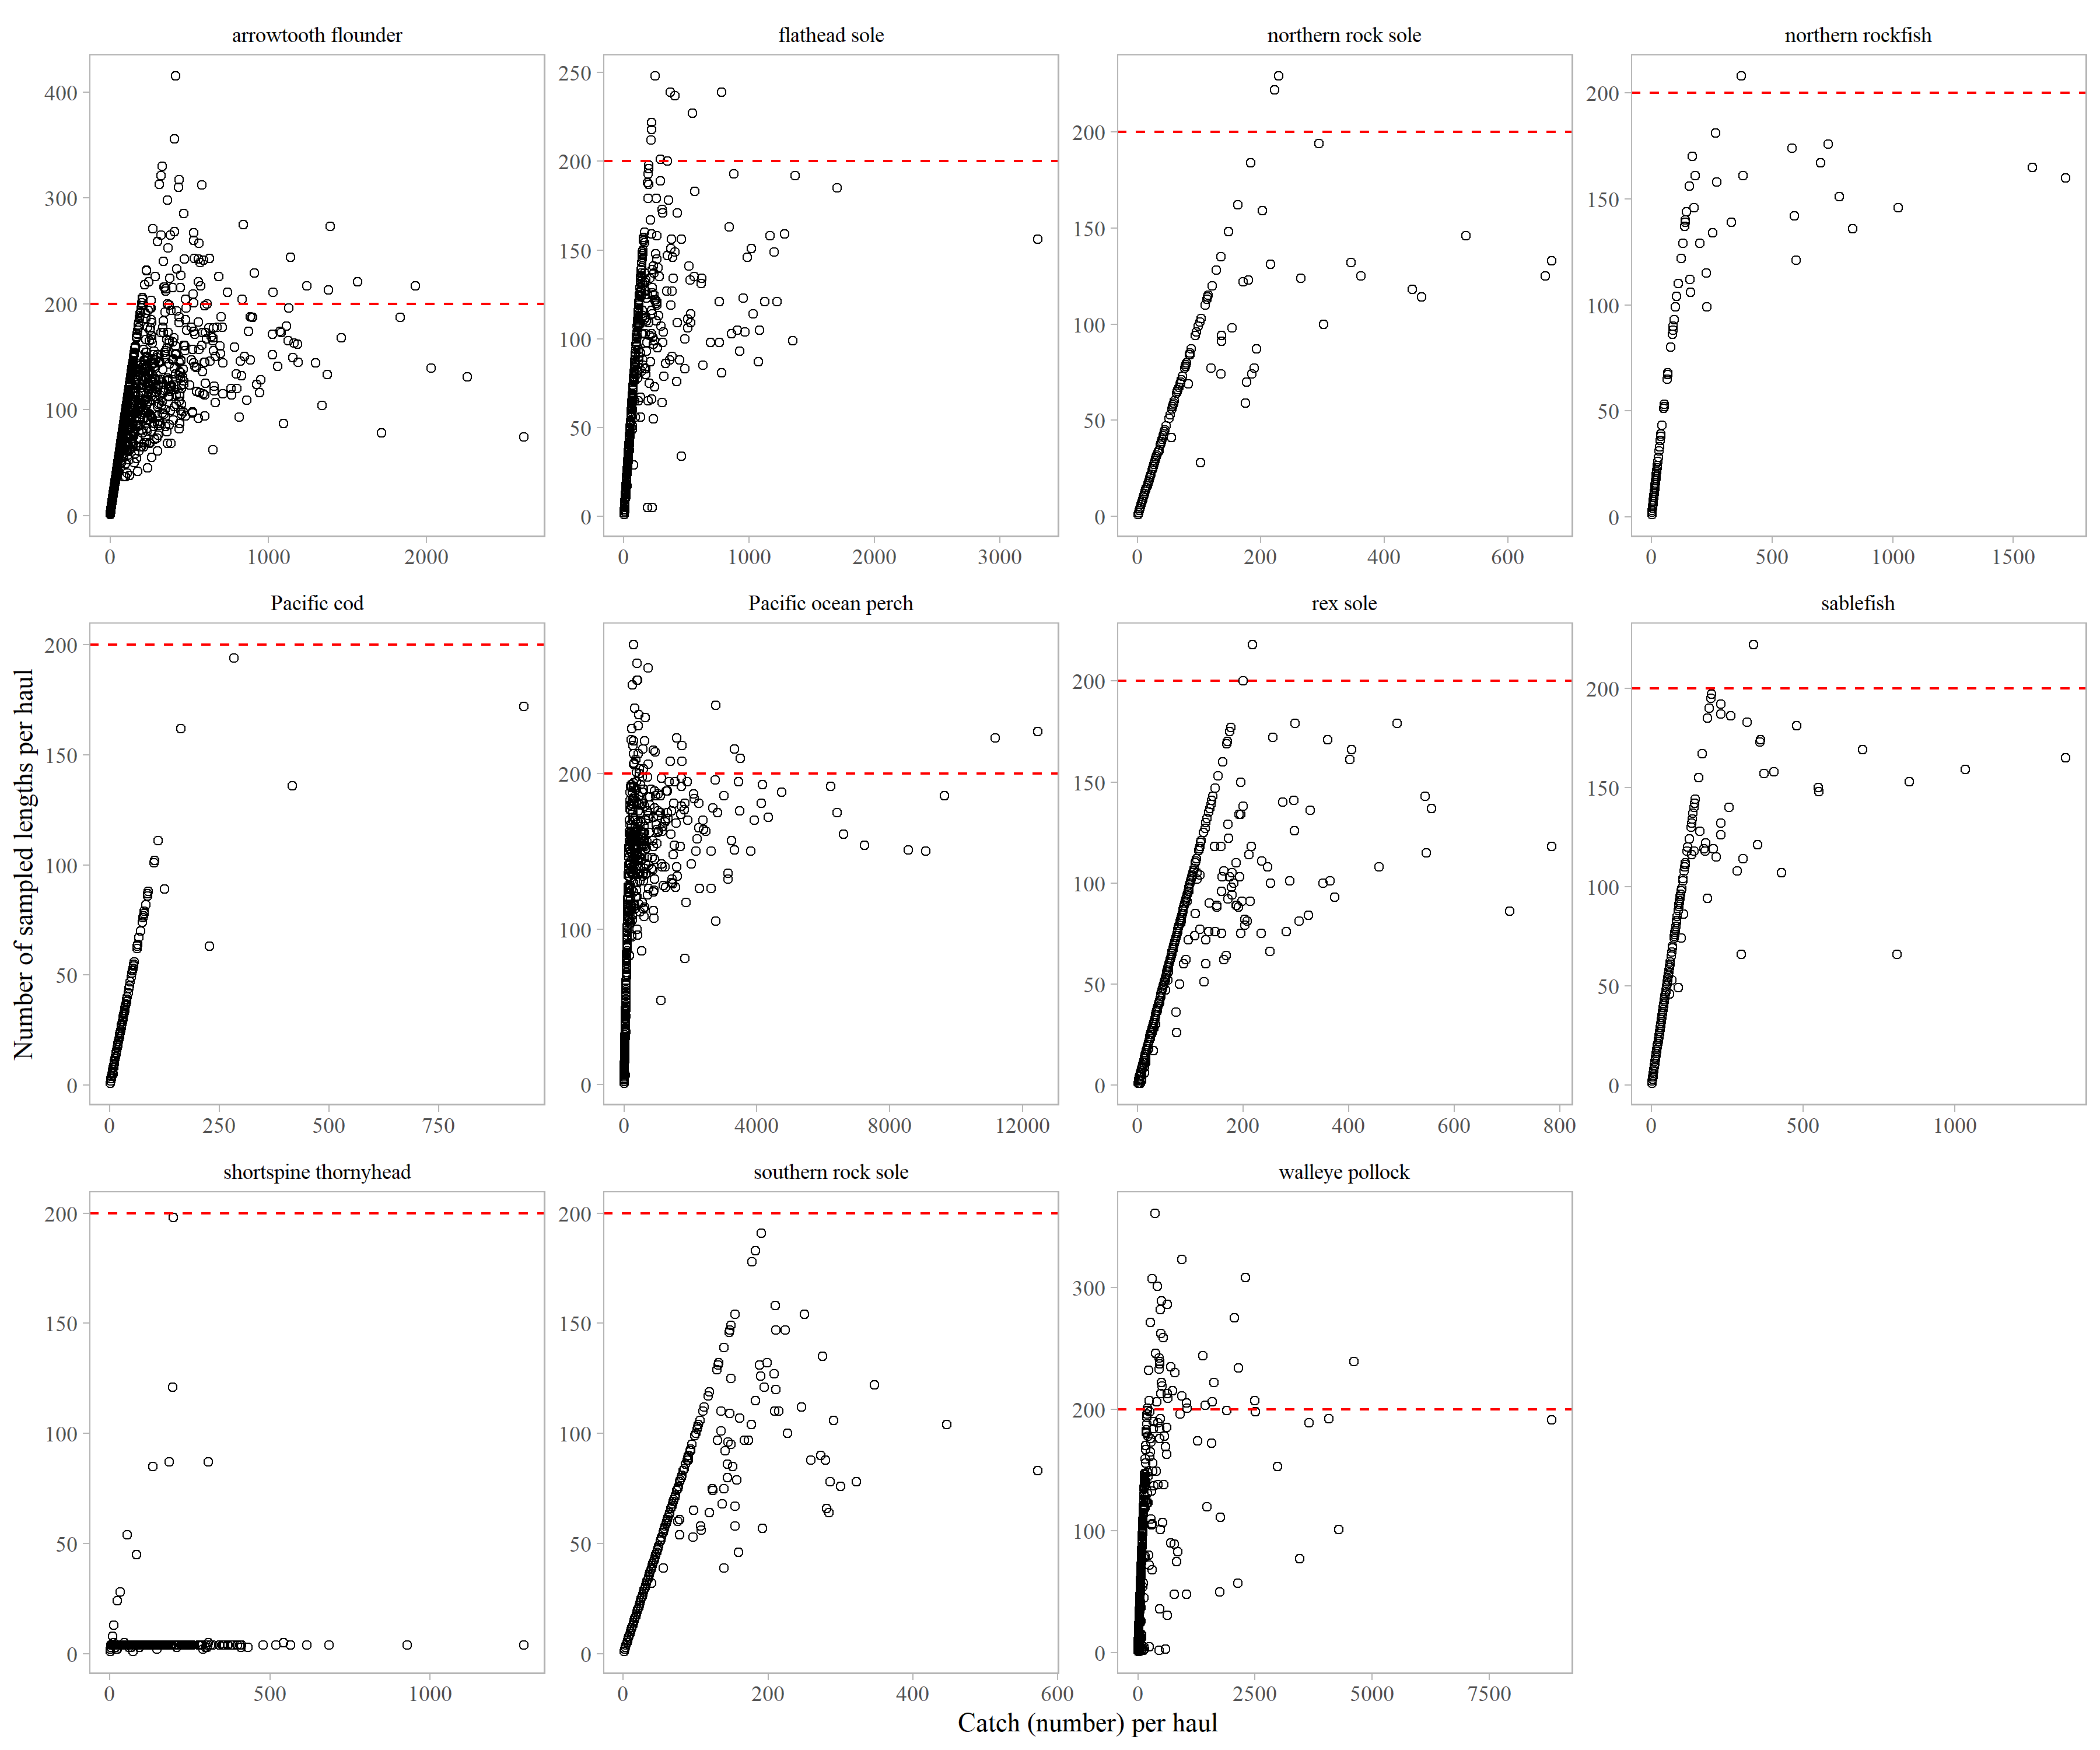 arrowtooth flounder
flathead sole
northern rock sole
northern rockfish
400
300
200
100
0
0 1000 2000
250
200
150
100
50
0
0 1000 2000 3000
200
150
100
50
0
0 200 400 600
200
150
100
50
0
0 500 1000 1500
Number of sampled lengths per haul
Pacific cod
Pacific ocean perch
rex sole
sablefish
200
150
100
50
0
0 250 500 750
200
100
0
0 4000 8000 12000
200
150
100
50
0
0 200 400 600 800
200
150
100
50
0
0 500 1000
shortspine thornyhead
southern rock sole
walleye pollock
200
150
100
50
0
0 500 1000
200
150
100
50
0
0 200 400 600
300
200
100
0
0 2500 5000 7500
Catch (number) per haul